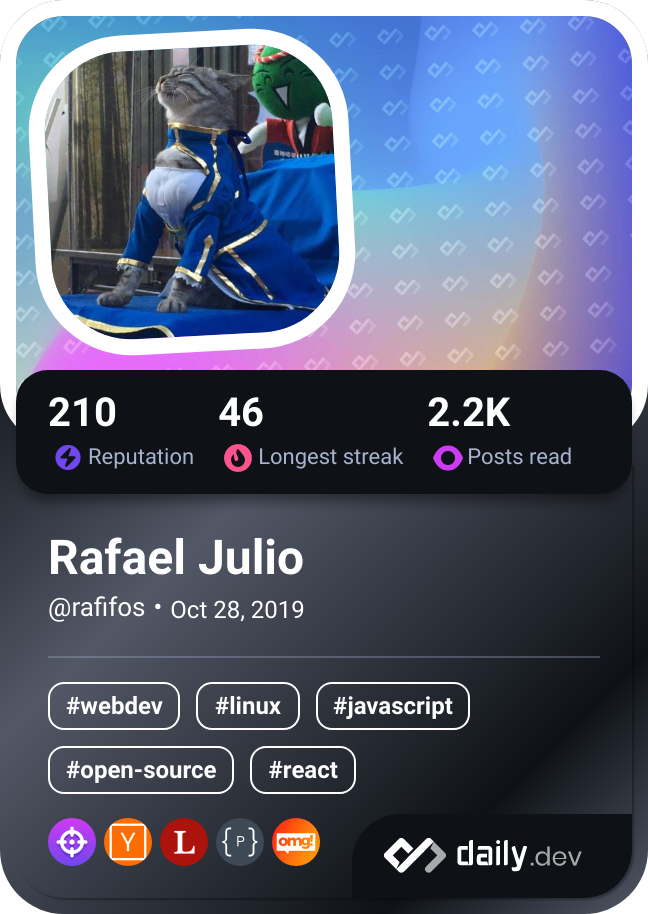 210 46 2.2K
Reputation Longest streak Posts read
Rafael Julio
@rafifos • Oct 28, 2019
#webdev #linux #javascript
#open-source #react
Y L {P} omg!
daily.dev